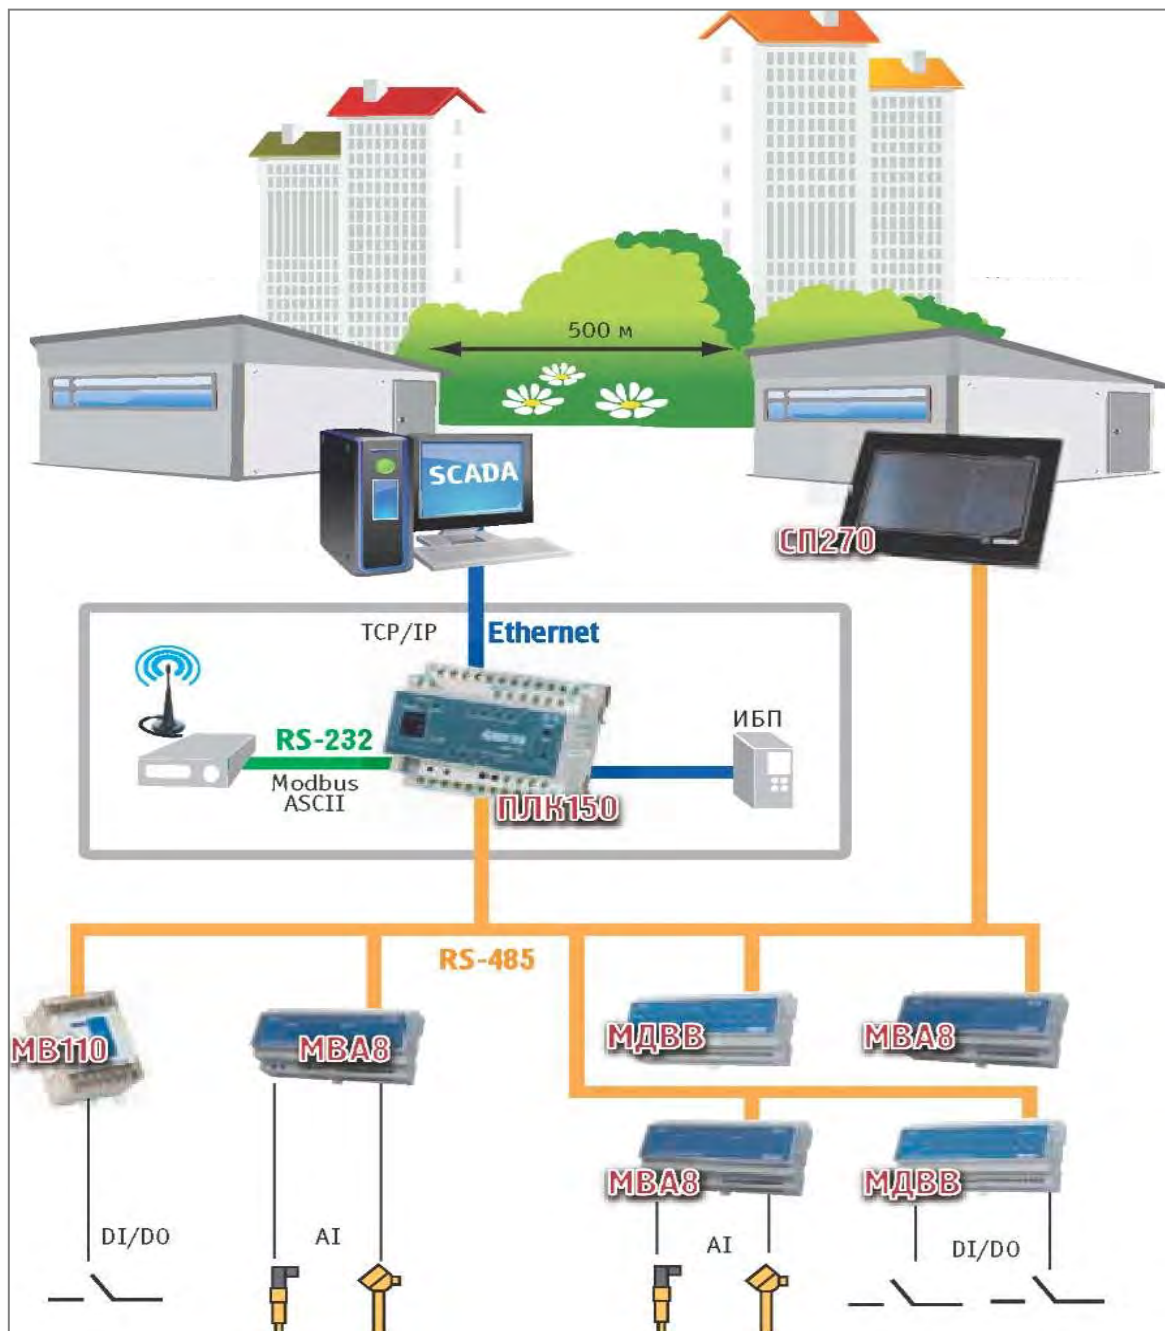 500 м
SCADA
СП270
TCP/IP
Ethernet
ИБП
RS-232
Modbus
ASCII
ПЛК150
RS-485
МВ110
МВА8
МДВВ
МВА8
МВА8
МДВВ
DI/DO
AI
AI
DI/DO